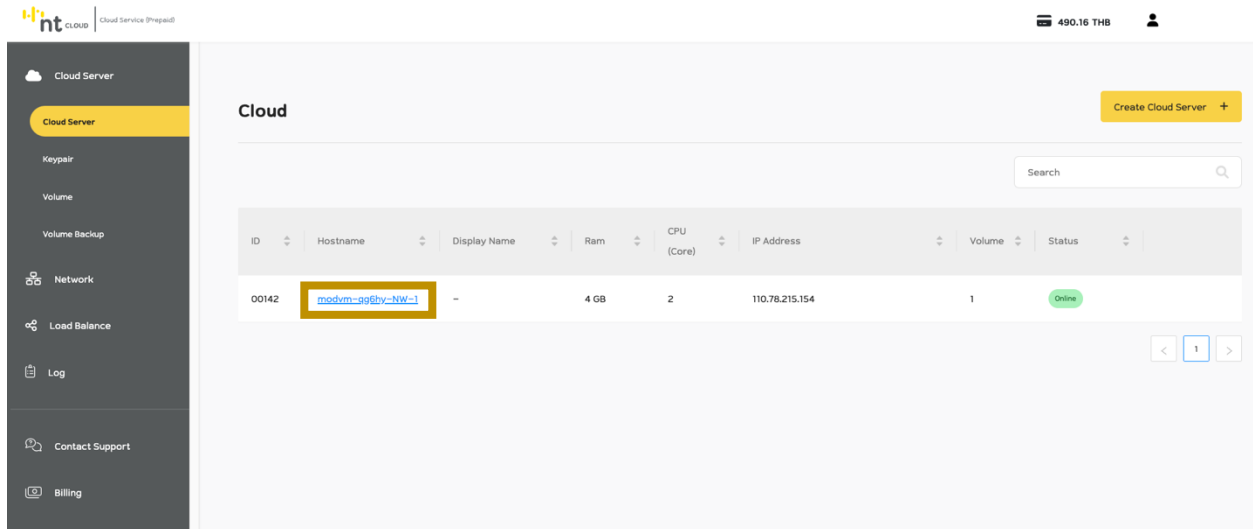 nt CLOUD Cloud Service (Prepaid)
490.16 THB
Cloud Server
Cloud Server
Keypair
Volume
Volume Backup
Network
Load Balance
Log
Contact Support
Billing
Cloud
Create Cloud Server +
Search
ID Hostname Display Name Ram CPU (Core) IP Address Volume Status
00142 modvm-qg6hy-NW-1 - 4 GB 2 110.78.215.154 1 Online
< 1 >